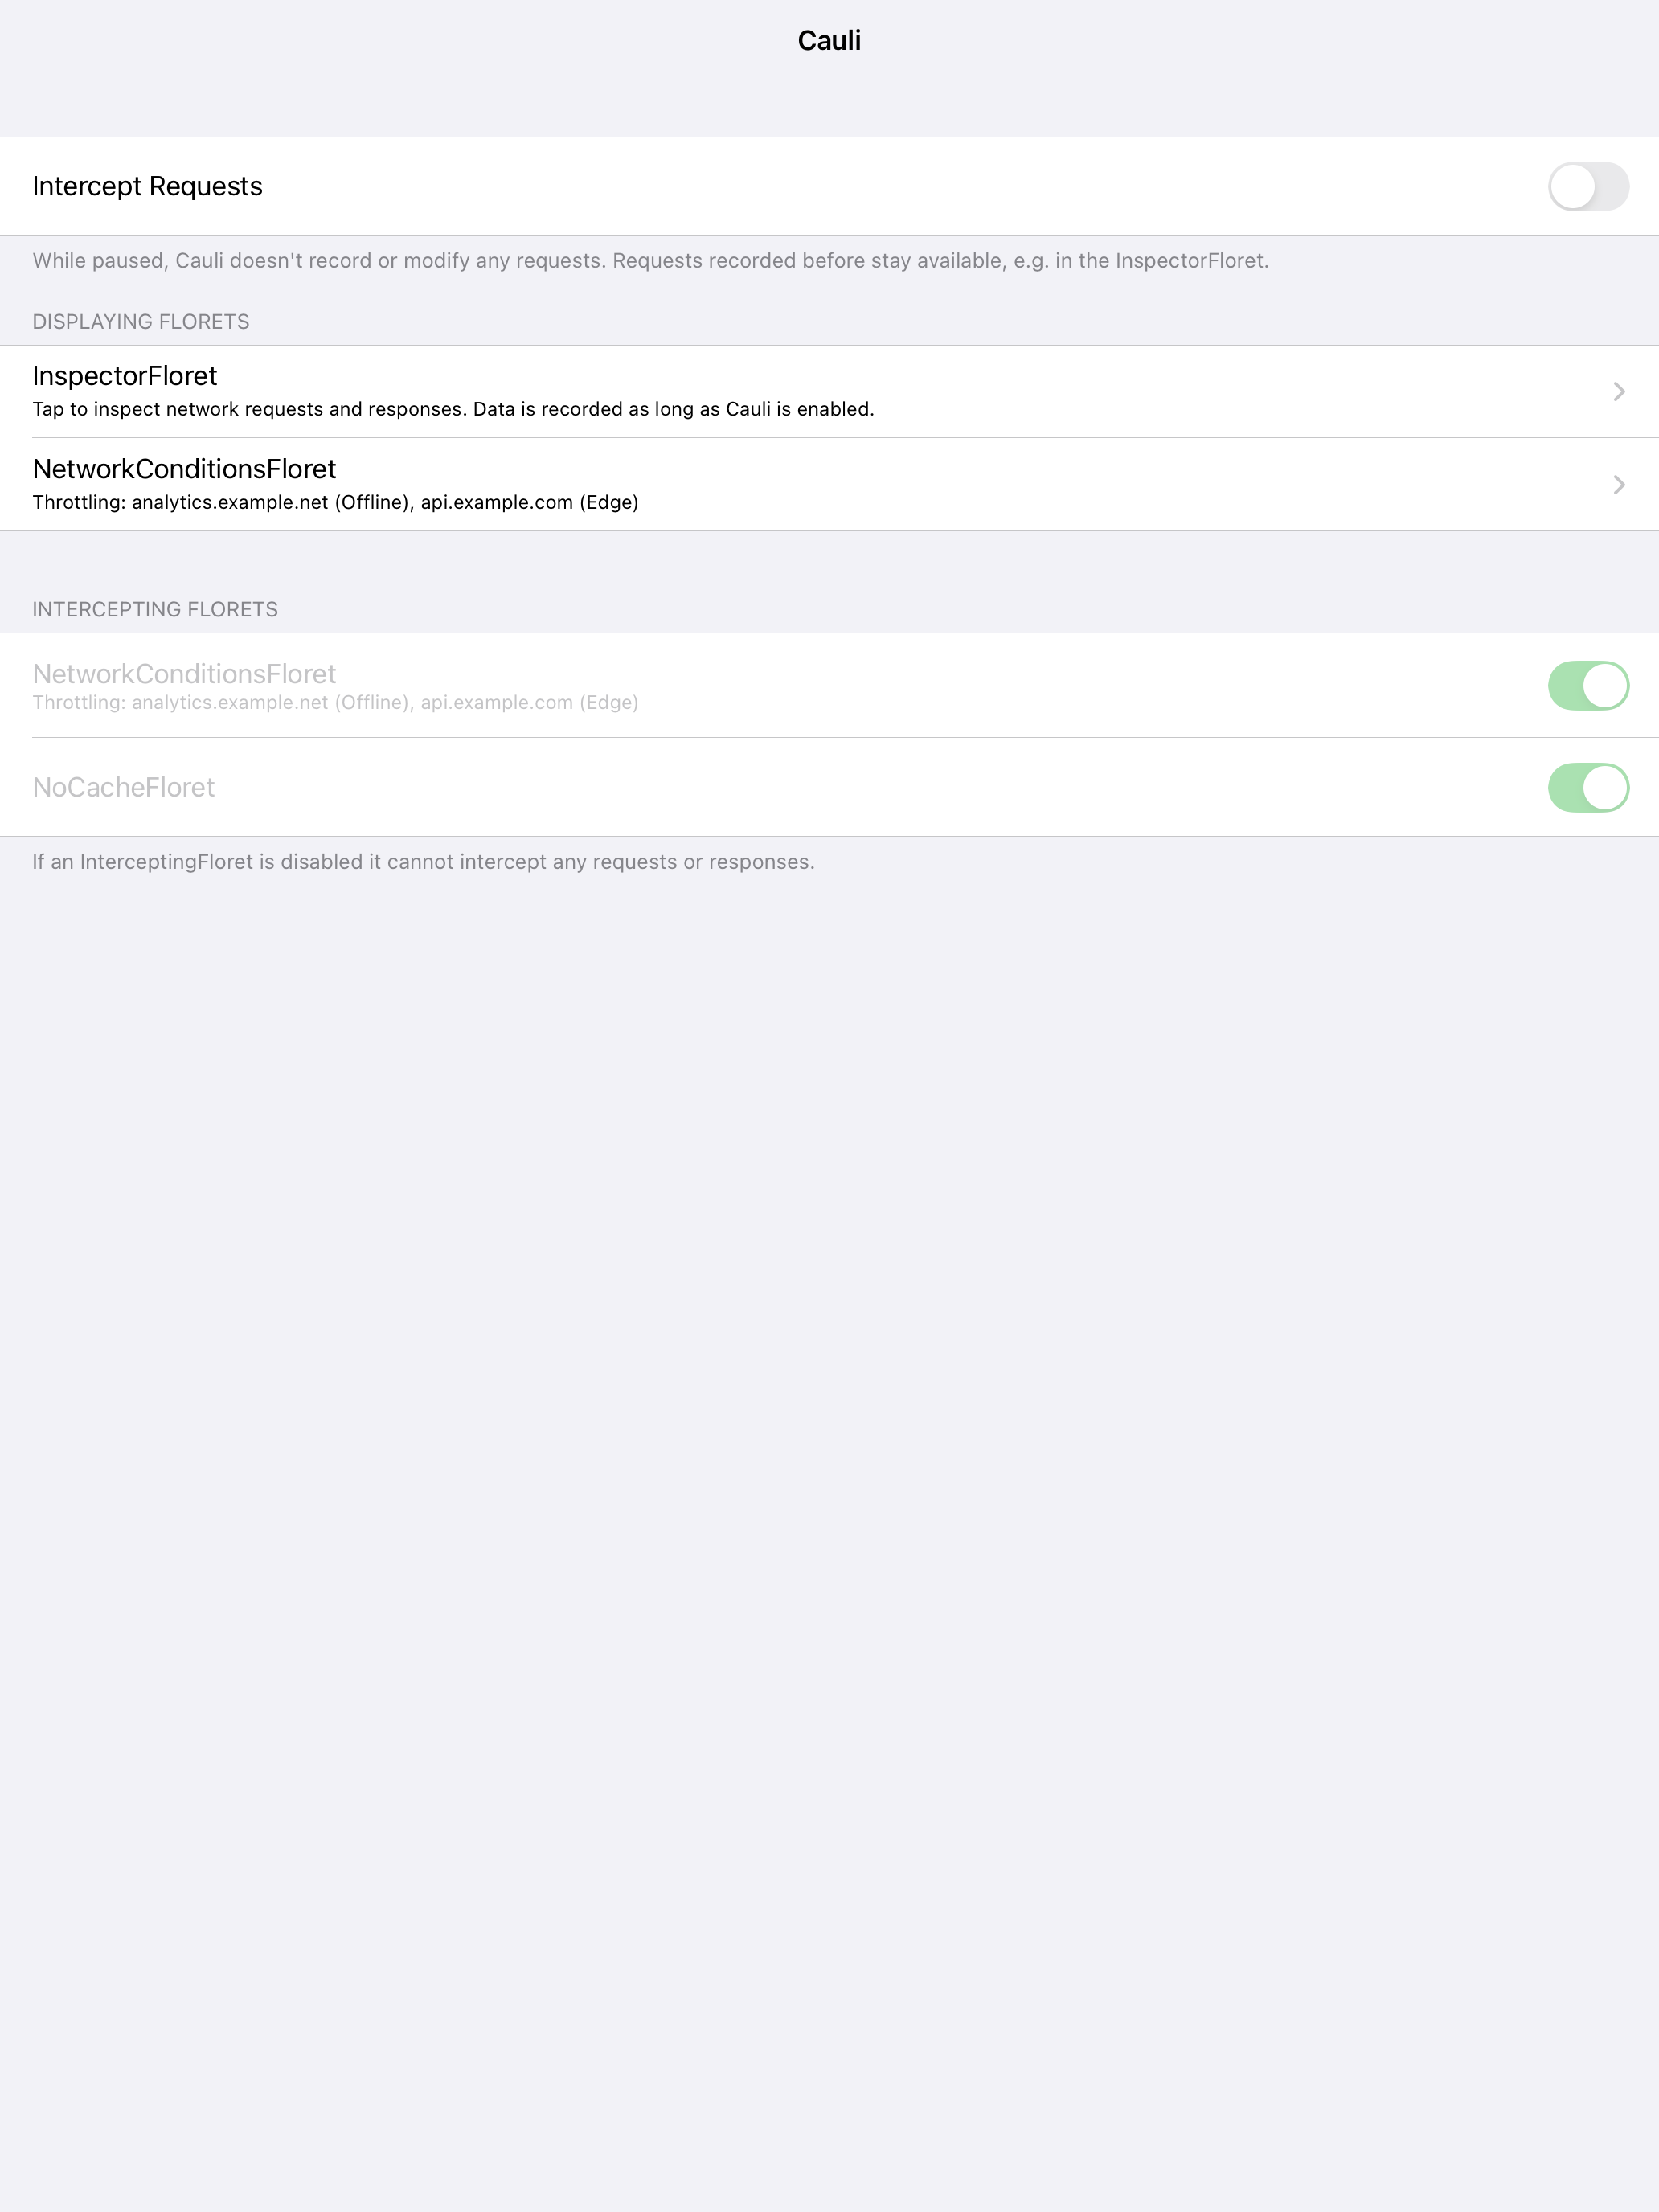 Cauli
Intercept Requests
While paused, Cauli doesn't record or modify any requests. Requests recorded before stay available, e.g. in the InspectorFloret.
DISPLAYING FLORETS
InspectorFloret
Tap to inspect network requests and responses. Data is recorded as long as Cauli is enabled.
NetworkConditionsFloret
Throttling: analytics.example.net (Offline), api.example.com (Edge)
INTERCEPTING FLORETS
NetworkConditionsFloret
Throttling: analytics.example.net (Offline), api.example.com (Edge)
NoCacheFloret
If an InterceptingFloret is disabled it cannot intercept any requests or responses.